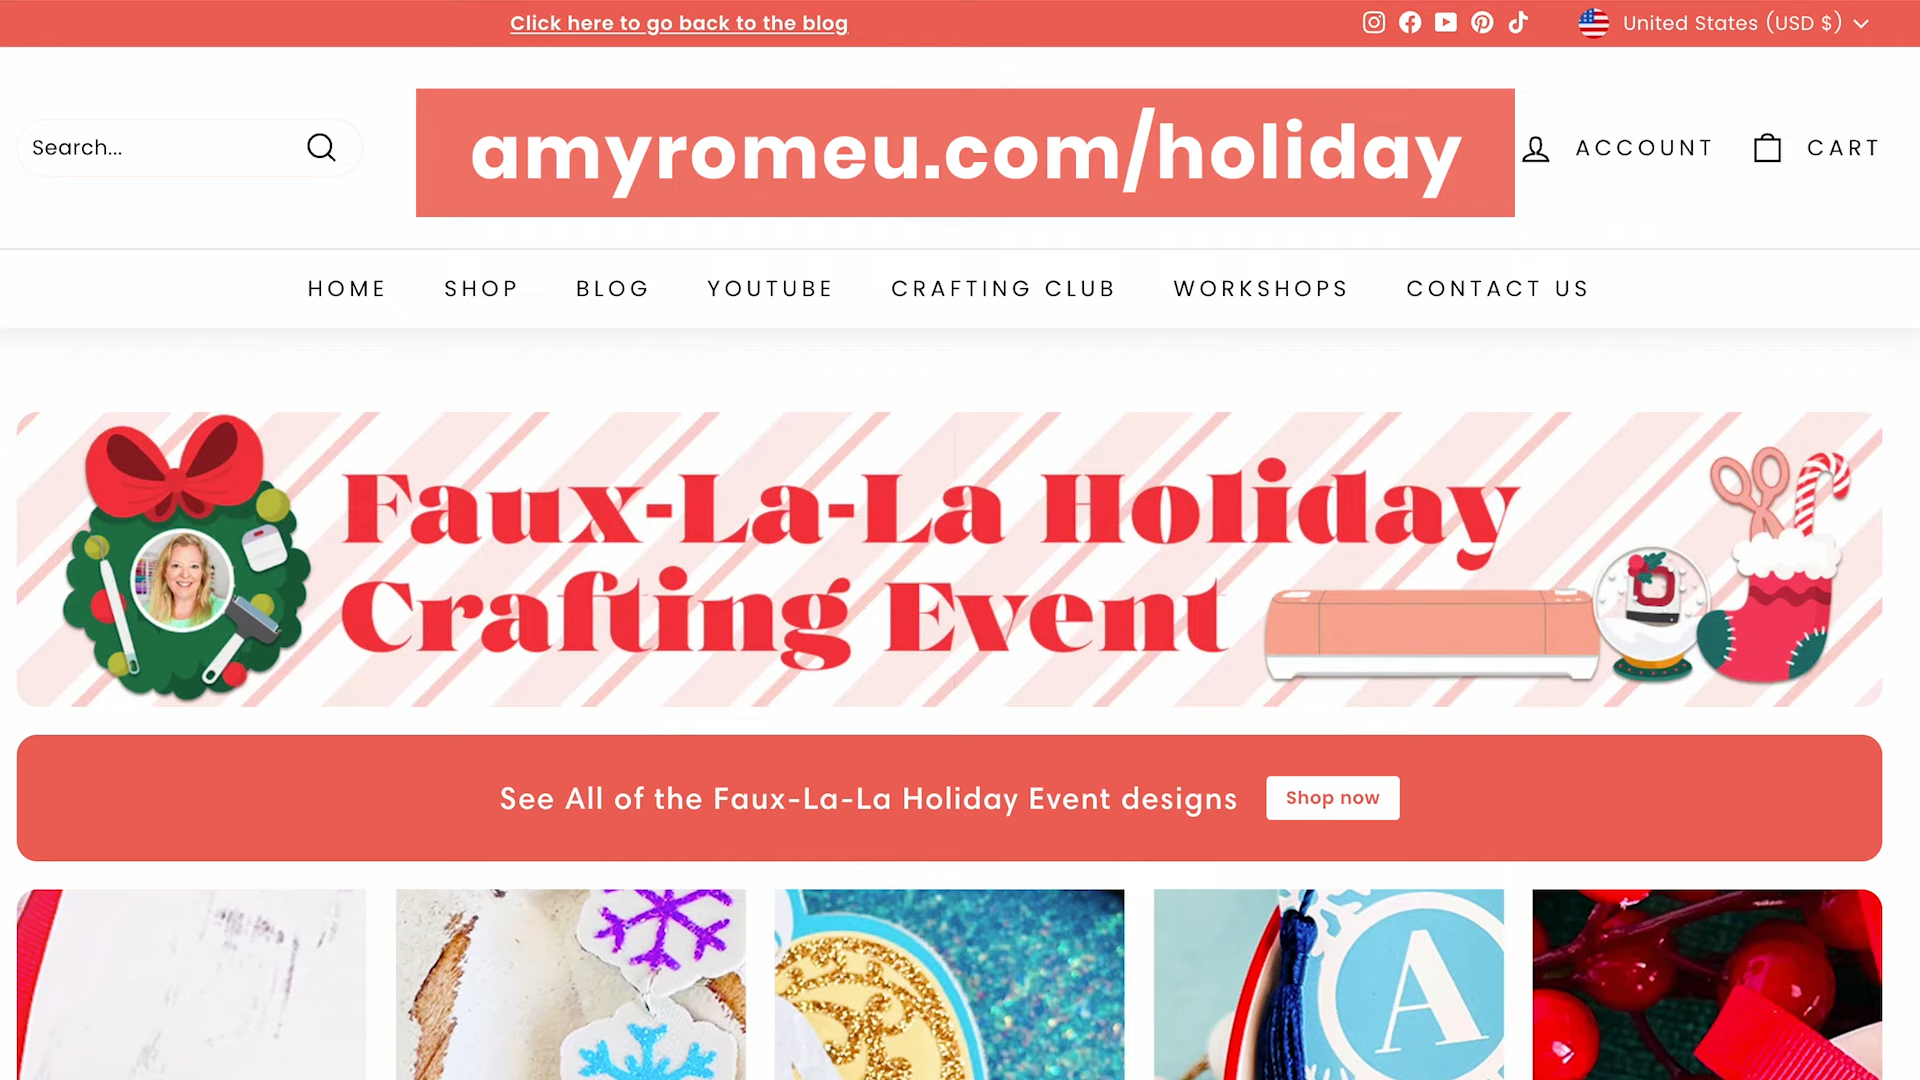 Click here to go back to the blog
United States (USD $)
Search...
amyromeu.com/holiday
ACCOUNT
CART
HOME SHOP BLOG YOUTUBE CRAFTING CLUB WORKSHOPS CONTACT US
Faux-La-La Holiday
Crafting Event
See All of the Faux-La-La Holiday Event designs
Shop now
A